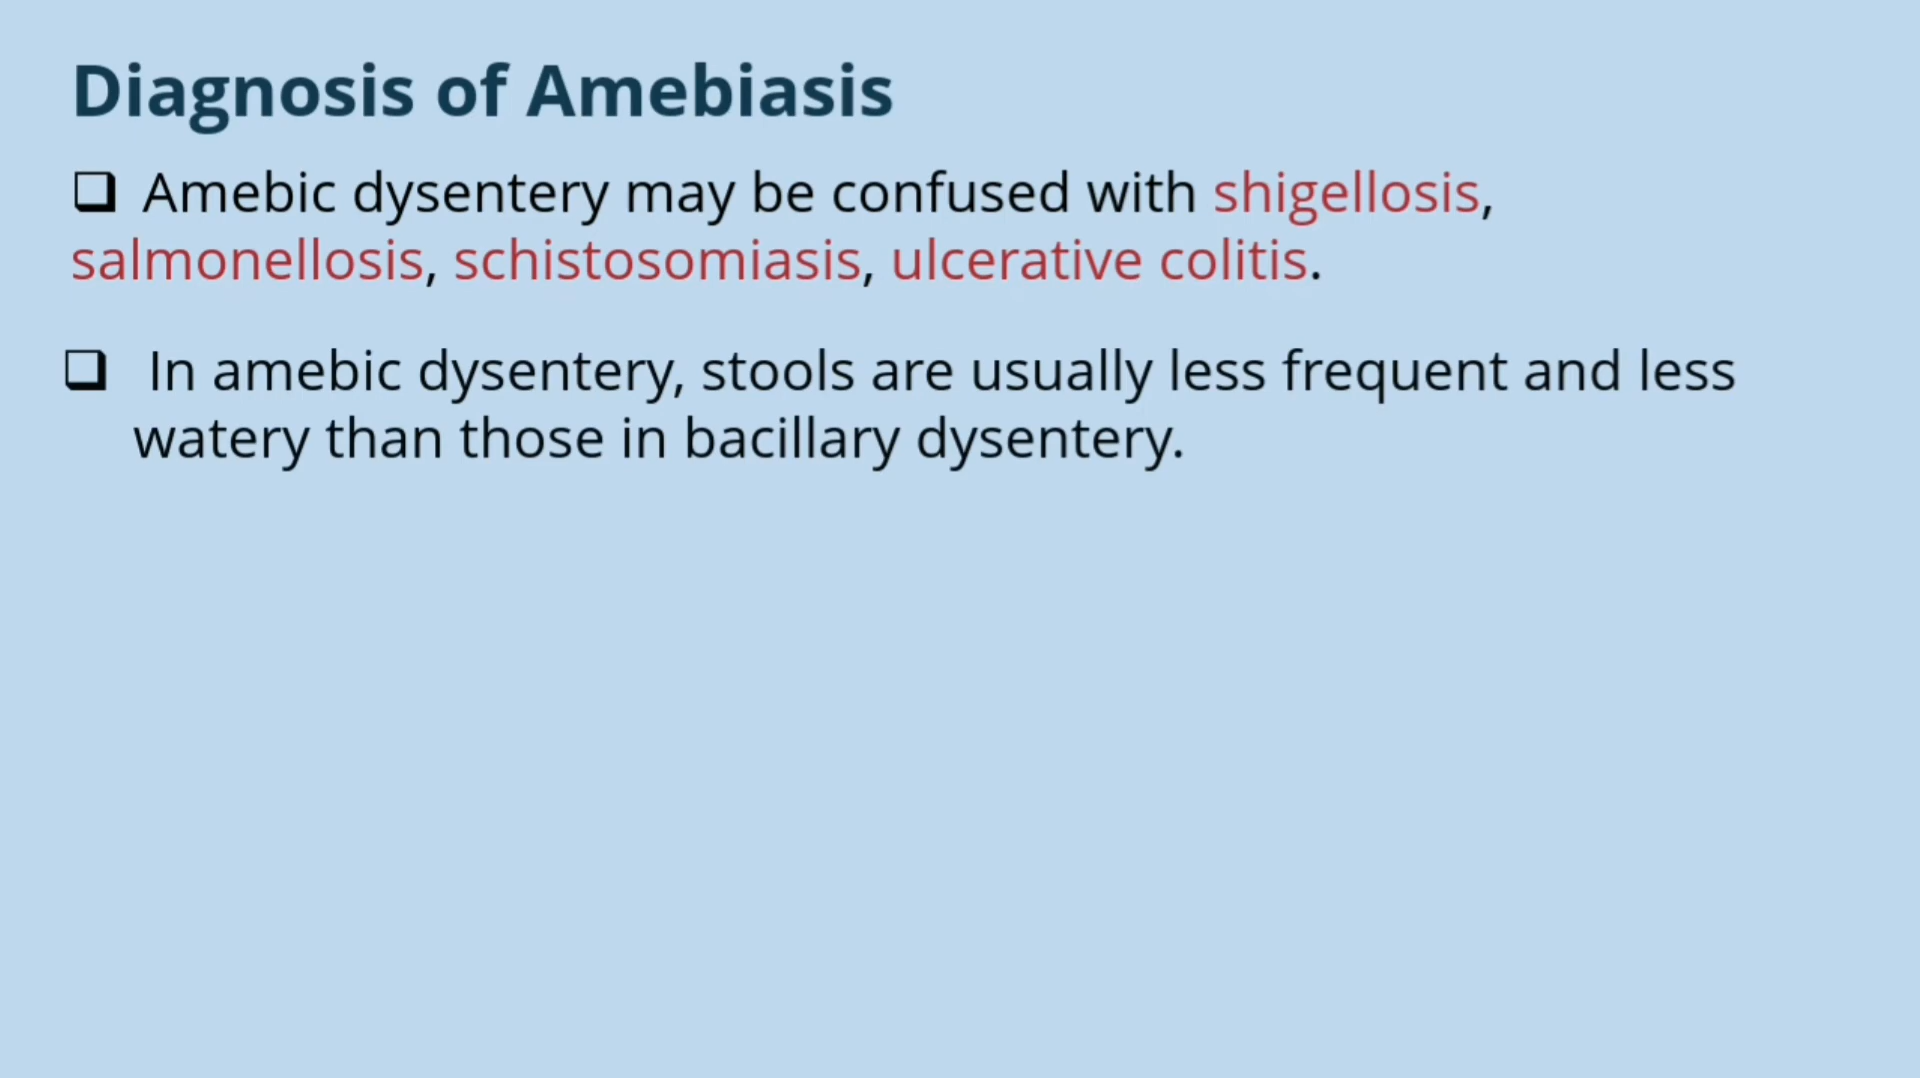 Diagnosis of Amebiasis
❑ Amebic dysentery may be confused with shigellosis,
salmonellosis, schistosomiasis, ulcerative colitis.
❑ In amebic dysentery, stools are usually less frequent and less
watery than those in bacillary dysentery.